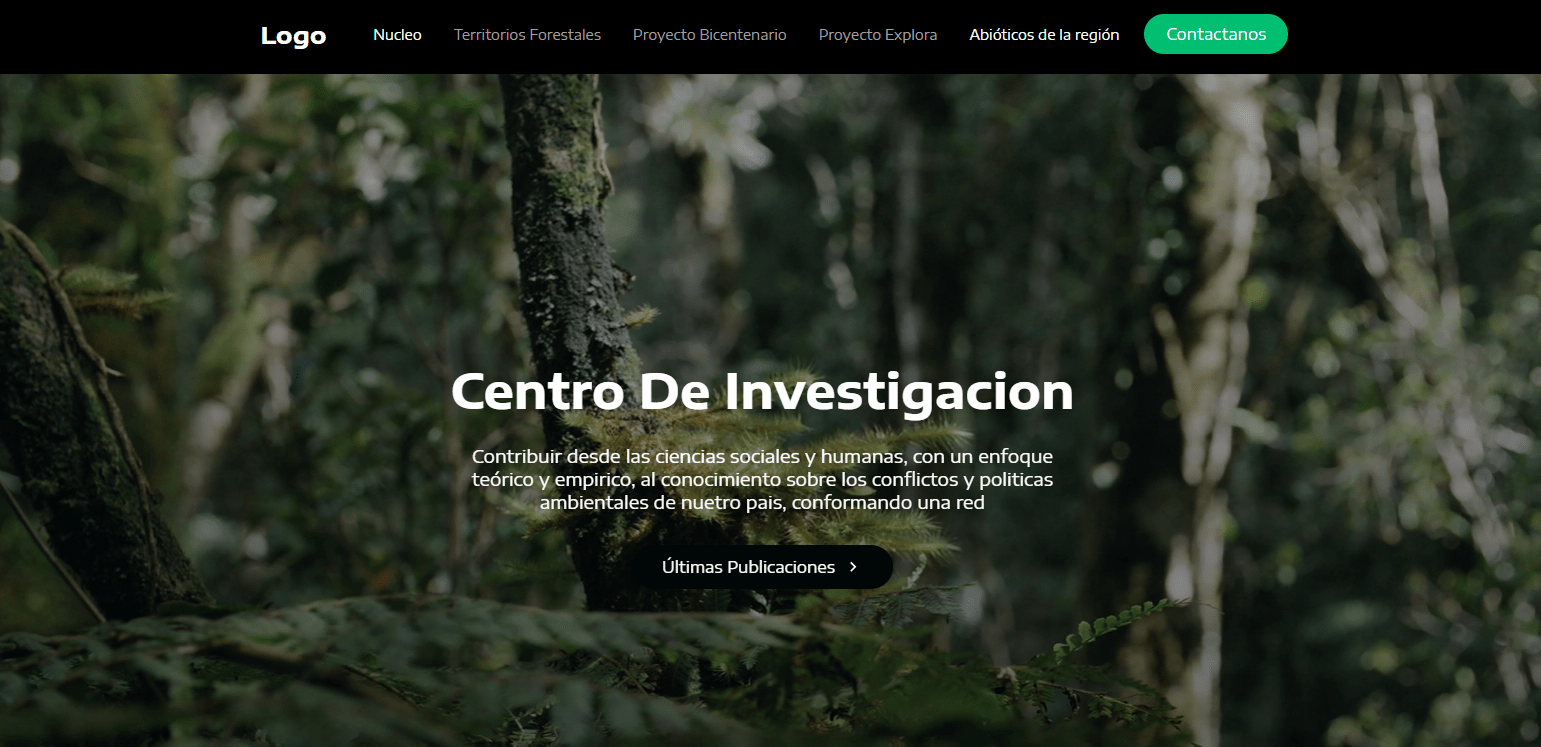 Logo
Nucleo
Territorios Forestales
Proyecto Bicentenario
Proyecto Explora
Abióticos de la región
Contactanos
Centro De Investigacion
Contribuir desde las ciencias sociales y humanas, con un enfoque
teórico y empirico, al conocimiento sobre los conflictos y politicas
ambientales de nuetro pais, conformando una red
Últimas Publicaciones